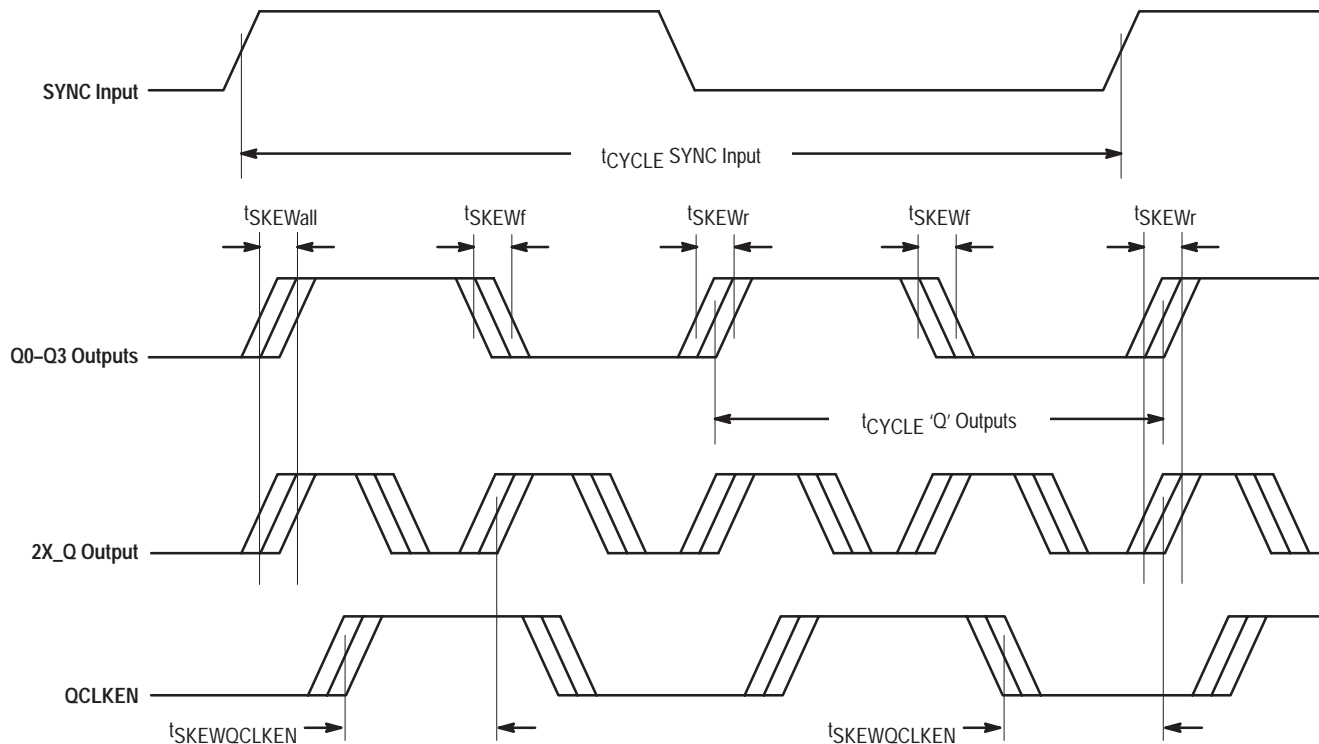 SYNC Input
tCYCLE SYNC Input
tSKEWall tSKEWf tSKEWr tSKEWf tSKEWr
Q0–Q3 Outputs
tCYCLE ‘Q’ Outputs
2X_Q Output
QCLKEN
tSKEWQCLKEN tSKEWQCLKEN